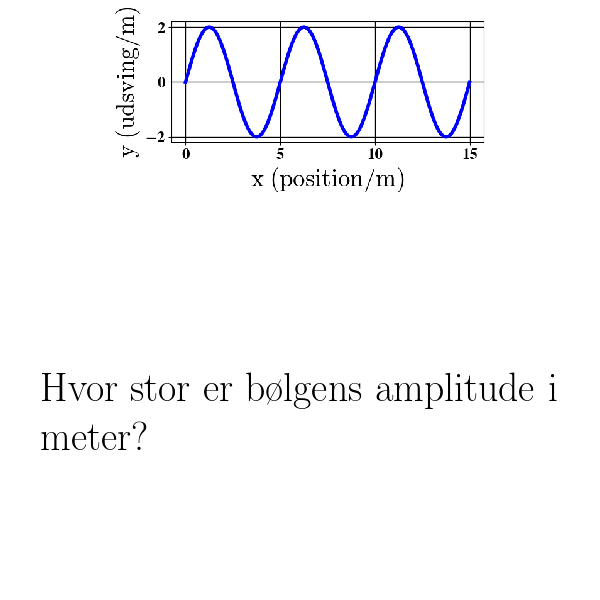 y (udsving/m)
2
0
−2
0 5 10 15
x (position/m)
Hvor stor er bølgens amplitude i
meter?